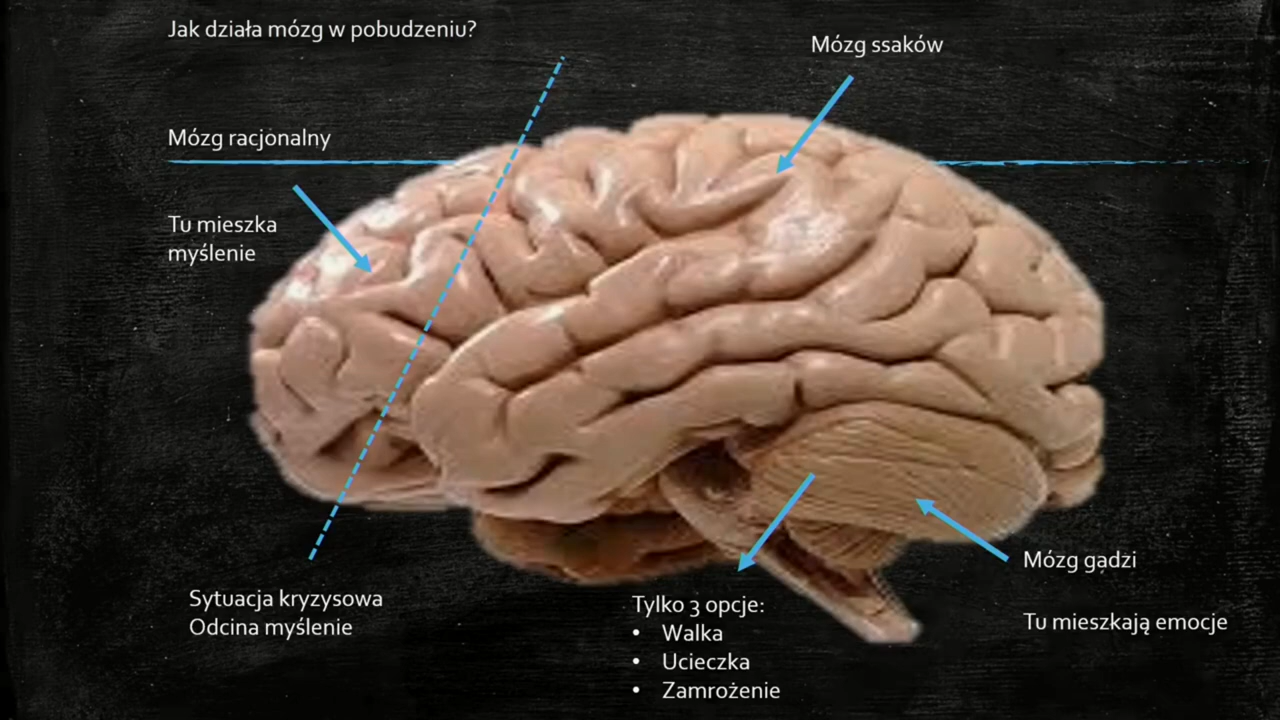 Jak działa mózg w pobudzeniu?
Mózg ssaków
Mózg racjonalny
Tu mieszka
myślenie
Mózg gądzi
Tu mieszkają emocje
Sytuacja kryzysowa
Odcina myślenie
Tylko 3 opcje:
• Walka
• Ucieczka
• Zamrożenie